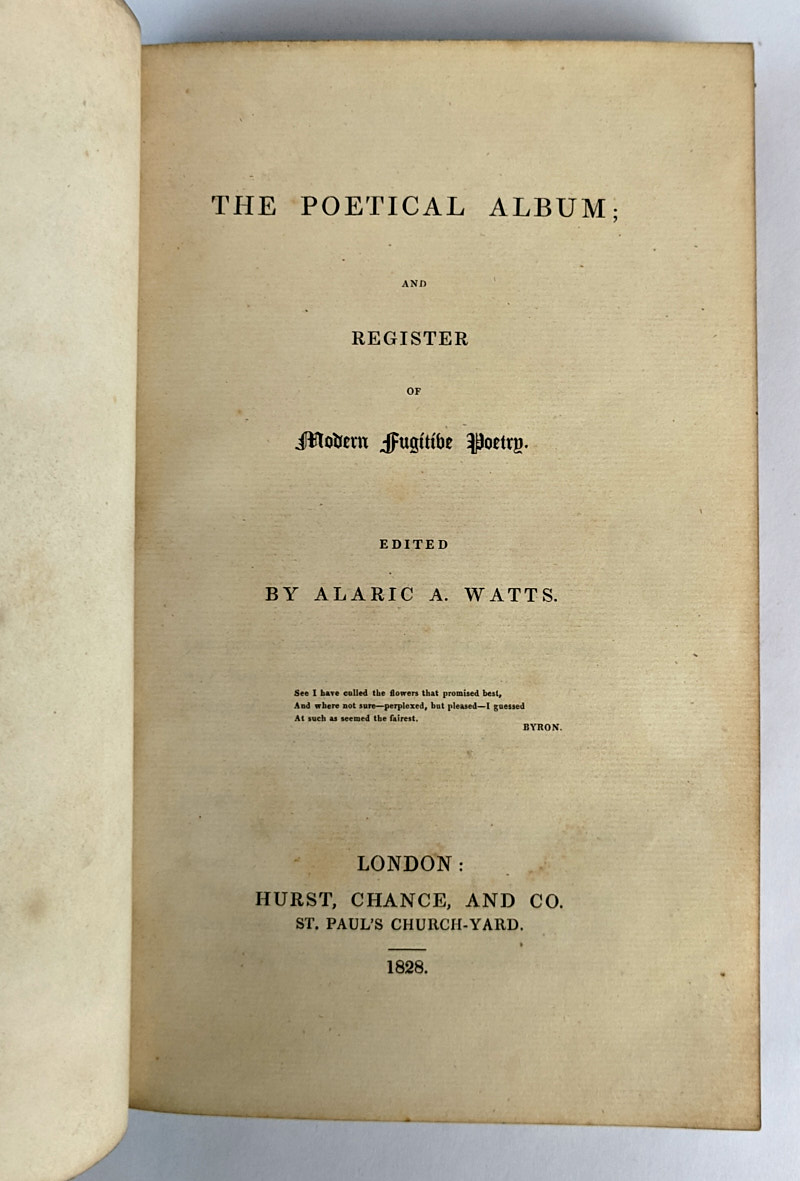 THE POETICAL ALBUM;
AND
REGISTER
OF
Modern Fugitive Poetry.
EDITED
BY ALARIC A. WATTS.
See I have culled the flowers that promised best,
And where not sure—perplexed, but pleased—I guessed
At such as seemed the fairest.
BYRON.
LONDON:
HURST, CHANCE, AND CO.
ST. PAUL'S CHURCH-YARD.
1828.